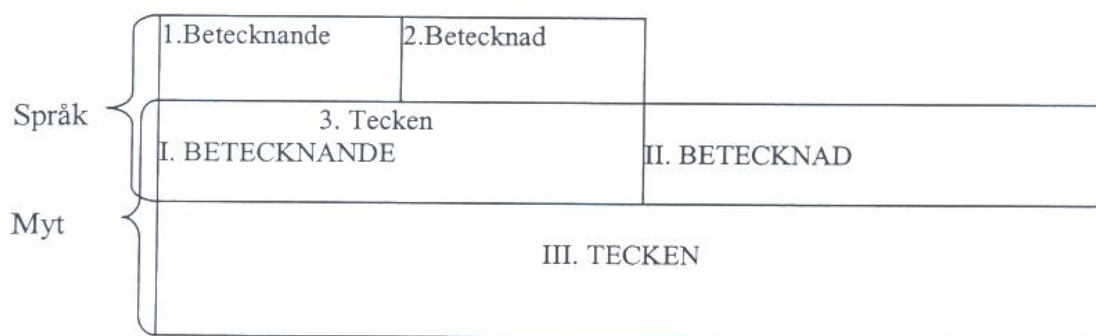 1.Betecknande 2.Betecknad
Språk
3. Tecken
I. BETECKNANDE II. BETECKNAD
Myt
III. TECKEN